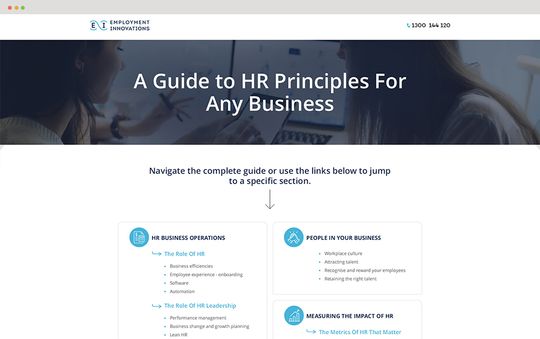 E I EMPLOYMENT
INNOVATIONS
1300 144 120
A Guide to HR Principles For
Any Business
Navigate the complete guide or use the links below to jump
to a specific section.
HR BUSINESS OPERATIONS
The Role Of HR
Business efficiencies
Employee experience - onboarding
Software
Automation
The Role Of HR Leadership
Performance management
Business change and growth planning
Lean HR
PEOPLE IN YOUR BUSINESS
Workplace culture
Attracting talent
Recognise and reward your employees
Retaining the right talent
MEASURING THE IMPACT OF HR
The Metrics Of HR That Matter